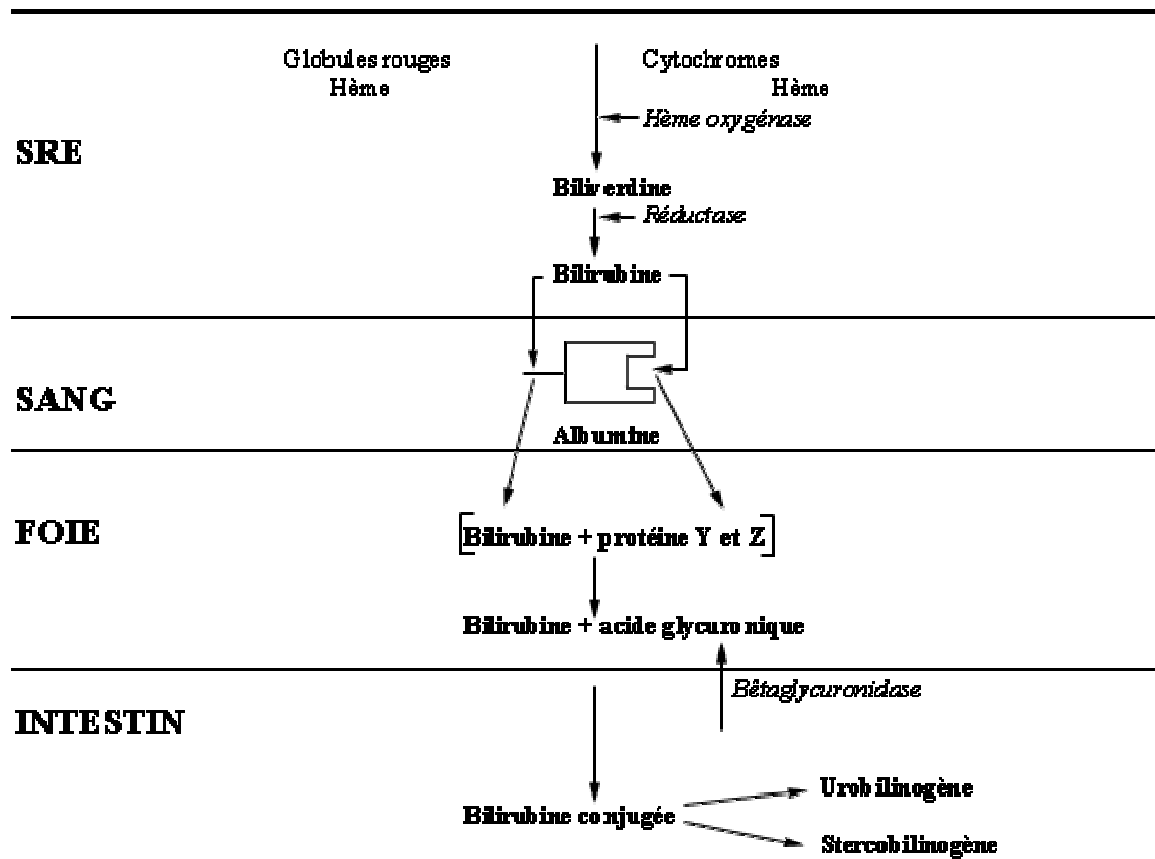 Globules rouges
Hème
Cytochromes
Hème
Hème oxygénase
SRE
Biliverdine
Réductase
Bilirubine
SANG
Albumine
FOIE
[Bilirubine + protéine Y et Z]
Bilirubine + acide glycuronique
Bêtaglycuronidase
INTESTIN
Urobilinogène
Bilirubine conjugée
Stercobilinogène